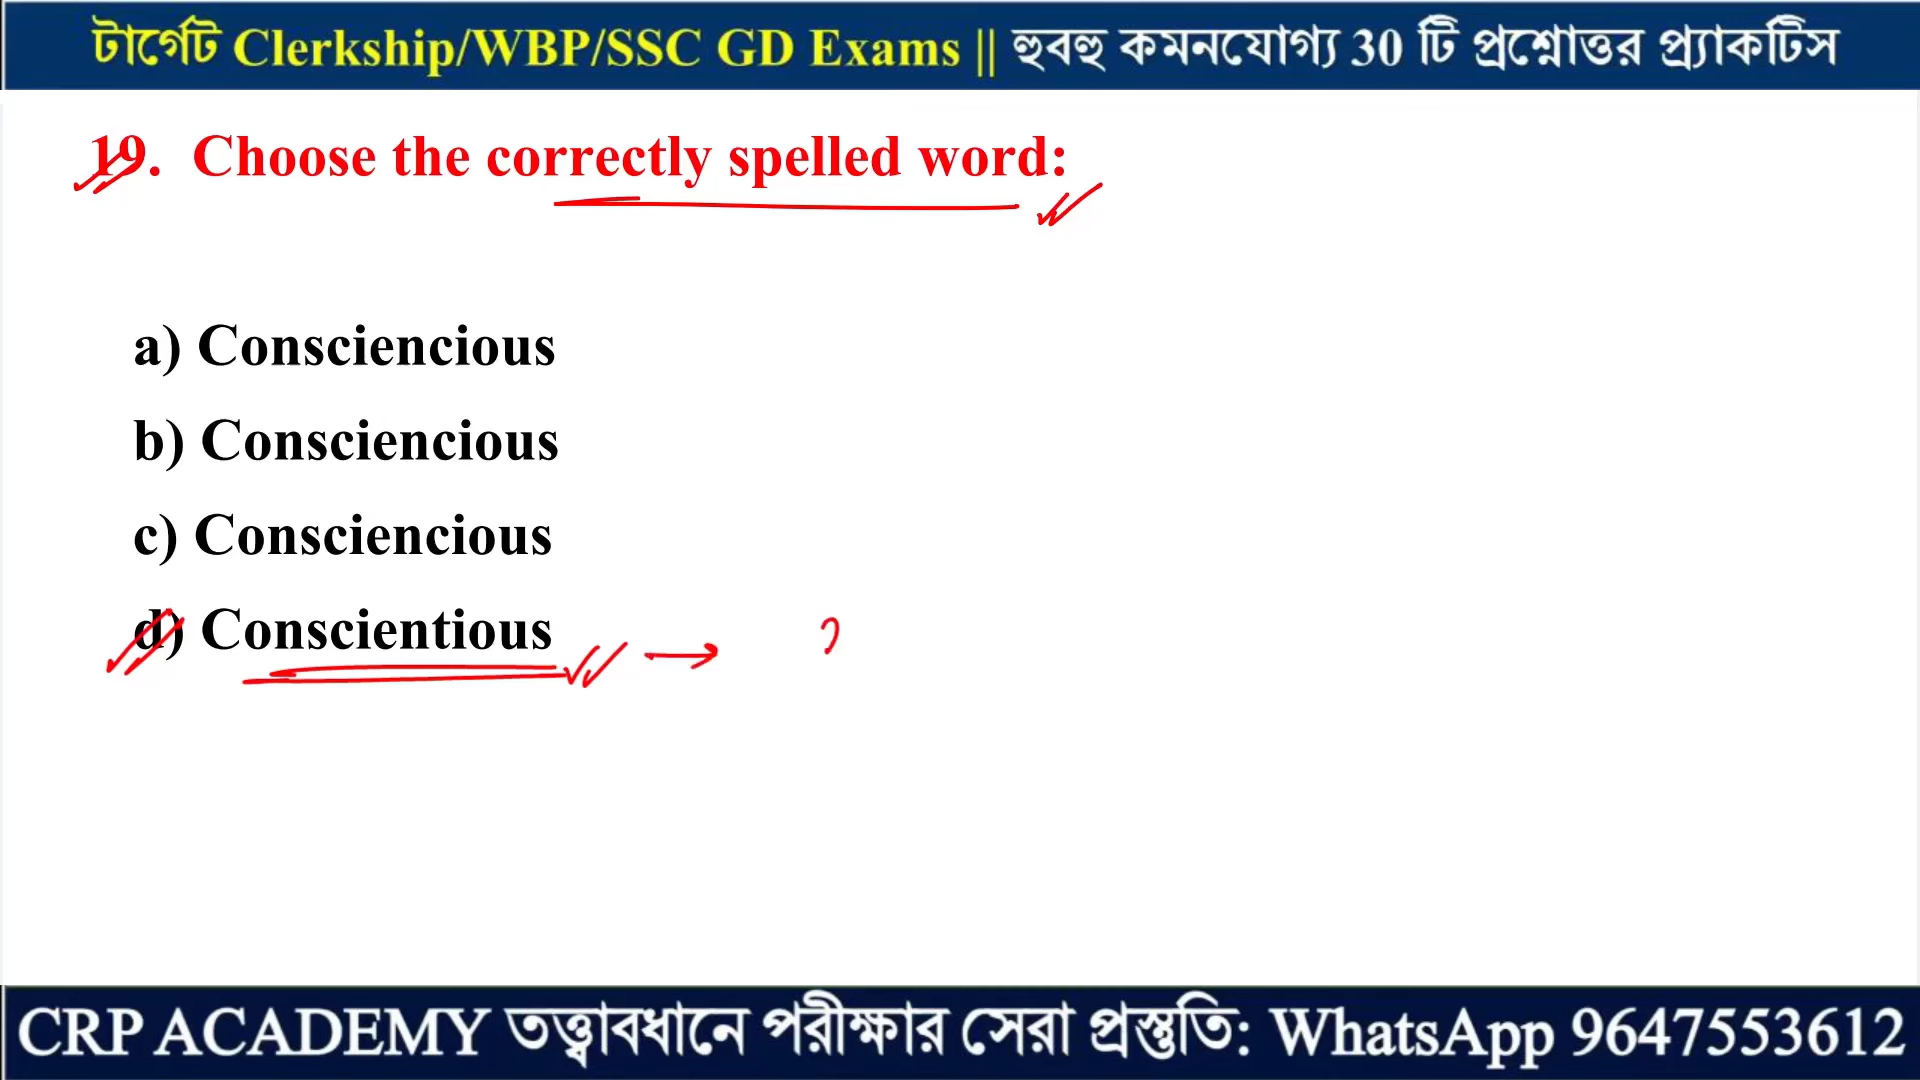 টার্গেট Clerkship/WBP/SSC GD Exams || হুবহু কমনযোগ্য 30 টি প্রশ্নোত্তর প্র্যাকটিস
19. Choose the correctly spelled word:
a) Consciencious
b) Consciencious
c) Consciencious
d) Conscientious
CRP ACADEMY তত্ত্বাবধানে পরীক্ষার সেরা প্রস্তুতি: WhatsApp 9647553612